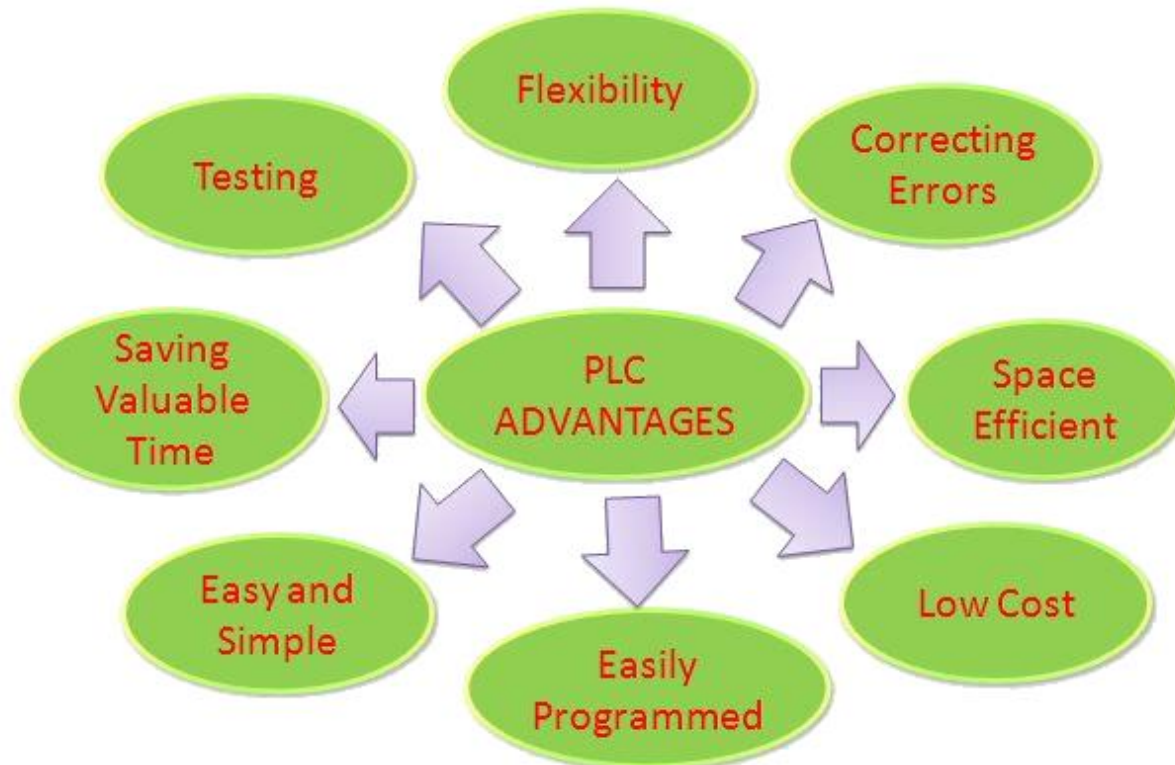 Flexibility
Correcting
Errors
Testing
Saving
Valuable
Time
PLC
ADVANTAGES
Space
Efficient
Easy and
Simple
Low Cost
Easily
Programmed